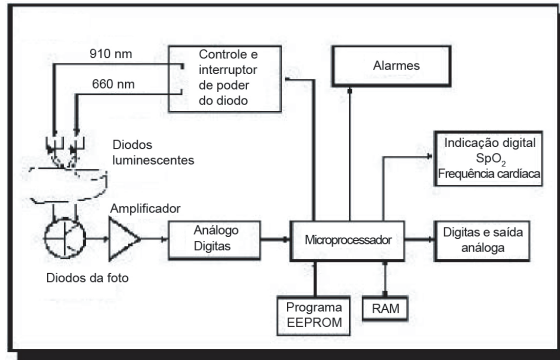 910 nm
660 nm
Controle e
interruptor
de poder
do diodo
Alarmes
Diodos
luminescentes
Indicação digital
SpO₂
Frequência cardíaca
Amplificador
Análogo
Digitas
Microprocessador
Digitas e saída
análoga
Diodos da foto
Programa
EEPROM
RAM